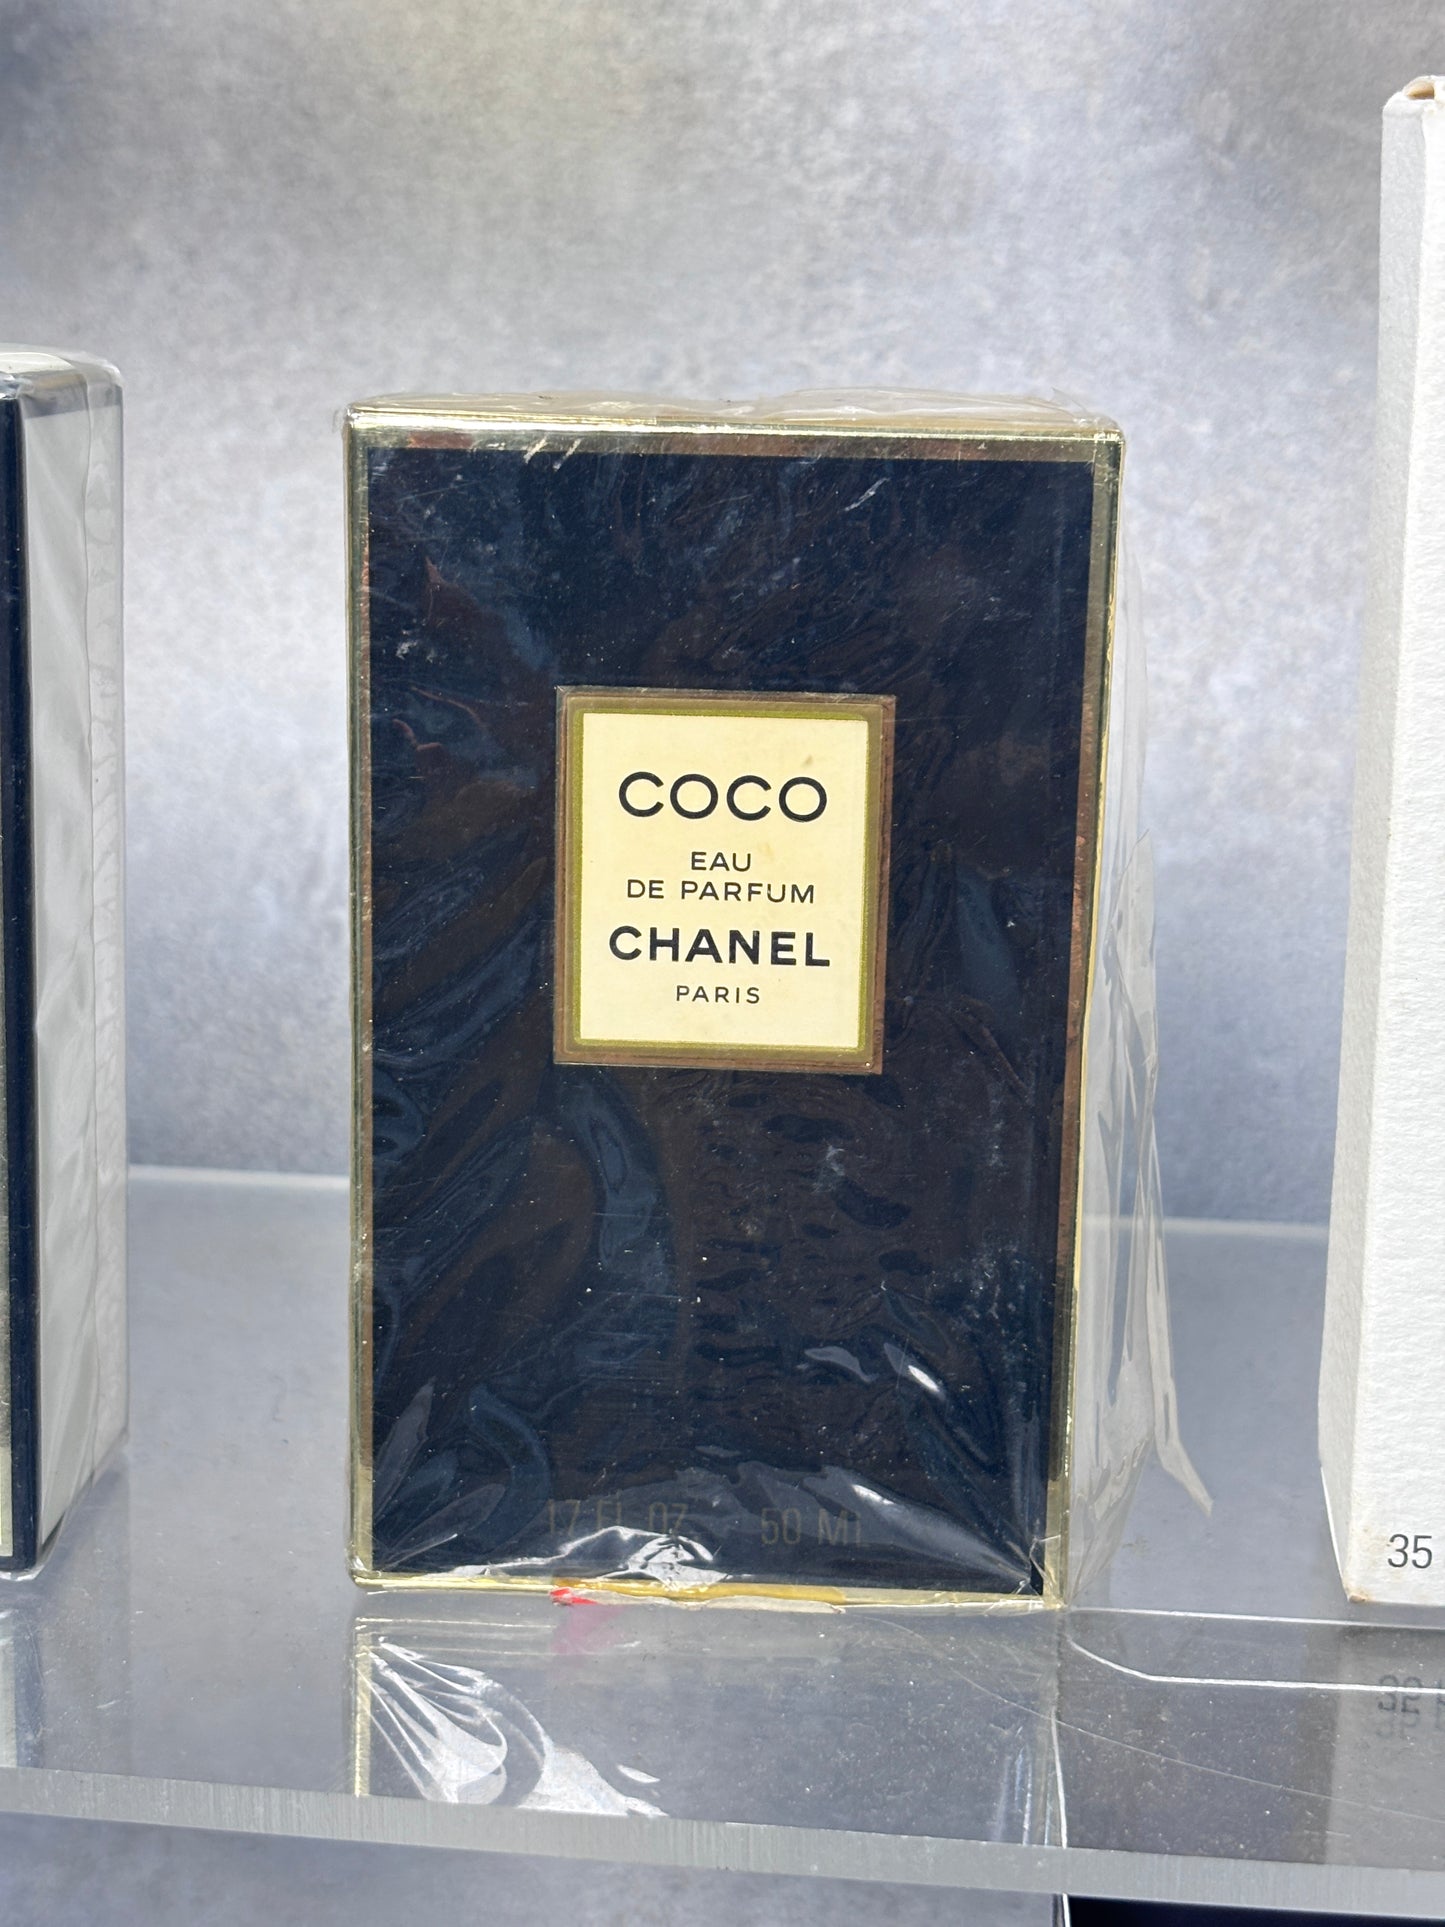 COCO
EAU
DE PARFUM
CHANEL
PARIS
1.7 FL. OZ. 50 ML
35